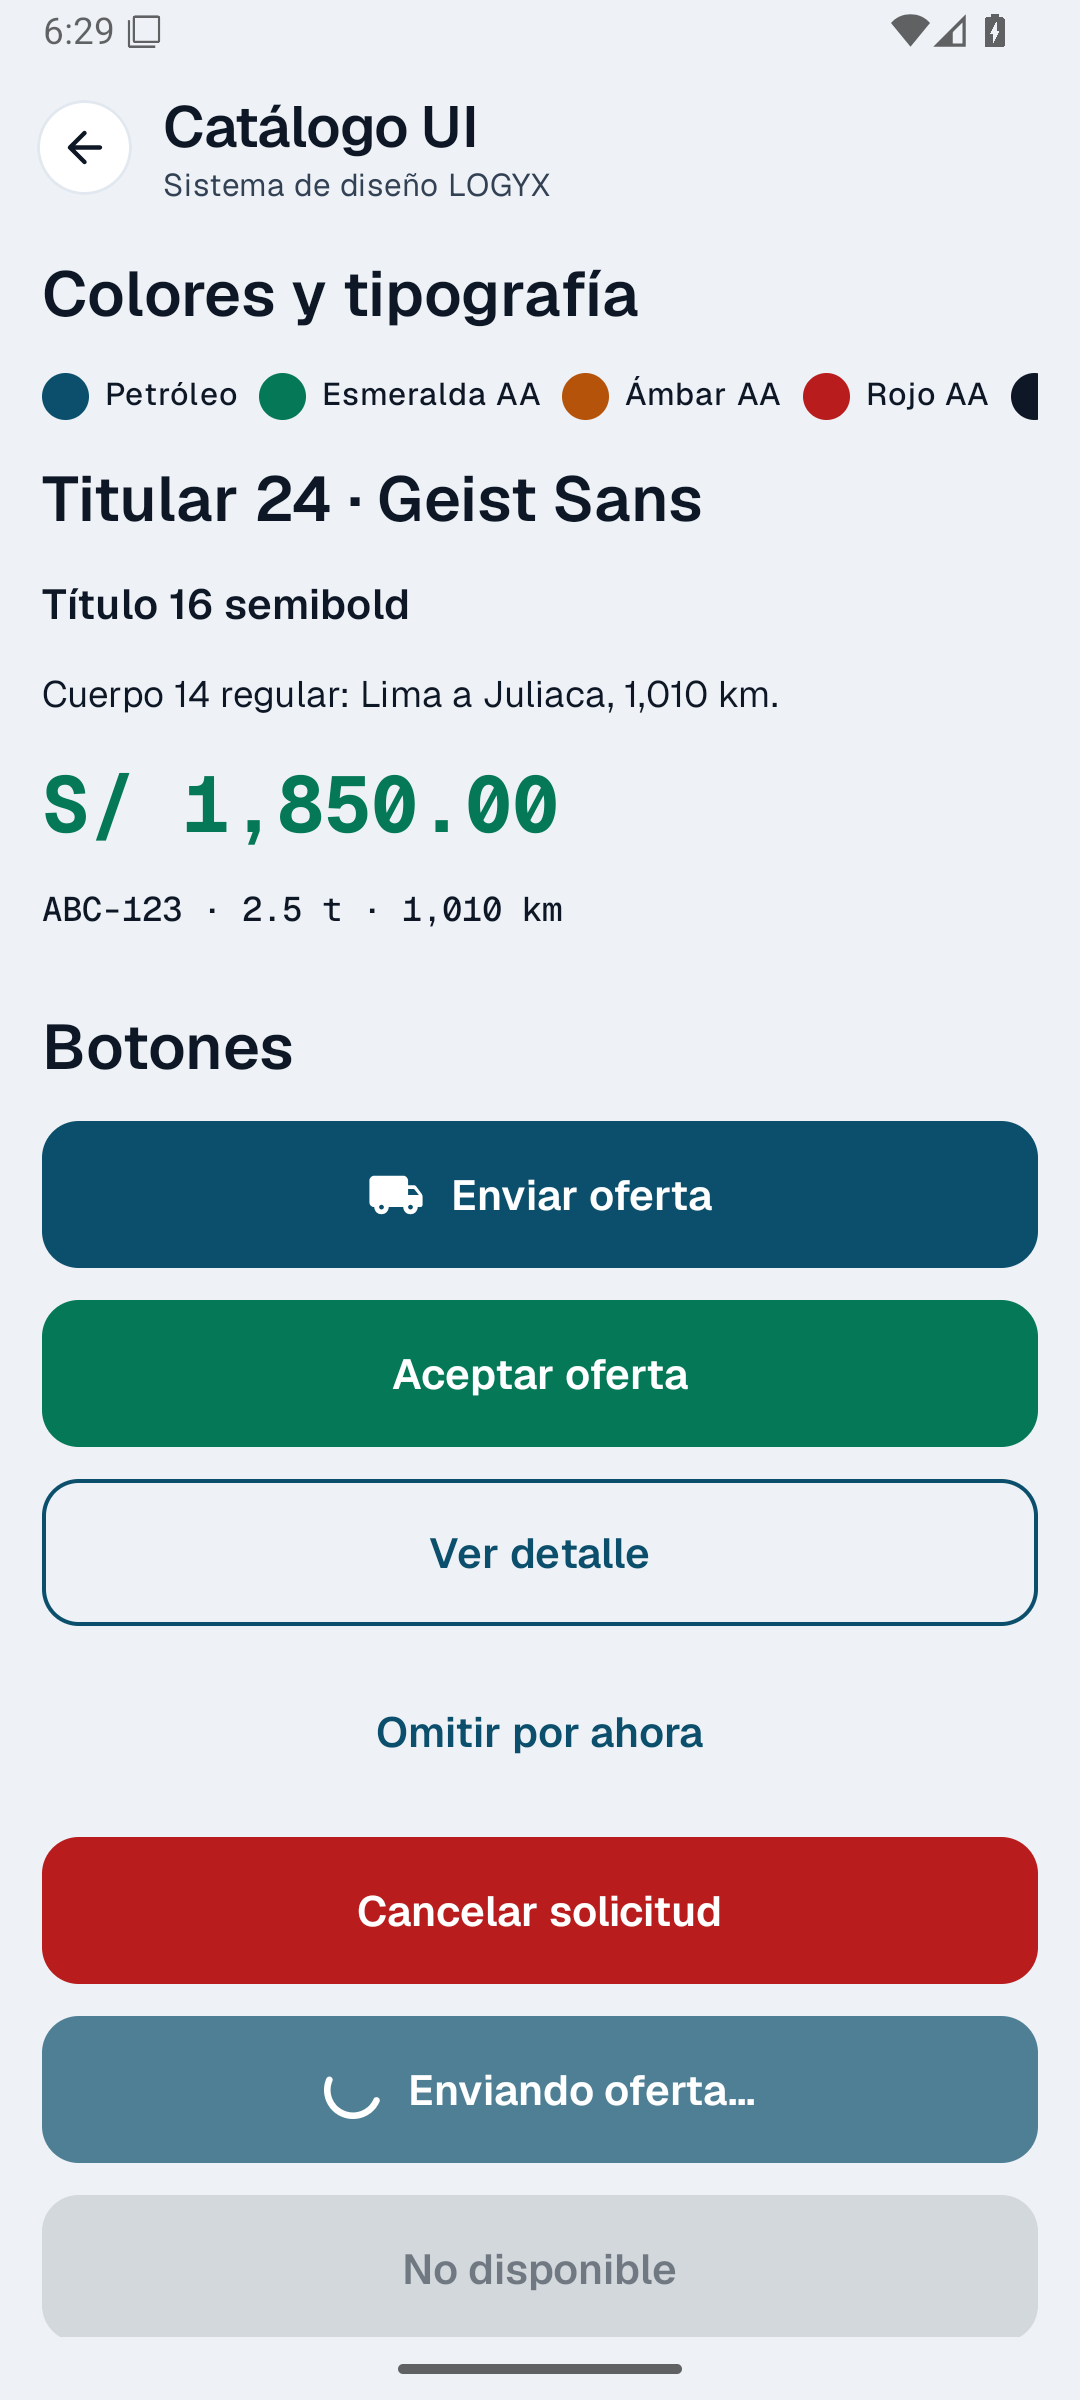 6:29
Catálogo UI
Sistema de diseño LOGYX
Colores y tipografía
Petróleo Esmeralda AA Ámbar AA Rojo AA
Titular 24 · Geist Sans
Título 16 semibold
Cuerpo 14 regular: Lima a Juliaca, 1,010 km.
S/ 1,850.00
ABC-123 · 2.5 t · 1,010 km
Botones
Enviar oferta
Aceptar oferta
Ver detalle
Omitir por ahora
Cancelar solicitud
Enviando oferta...
No disponible